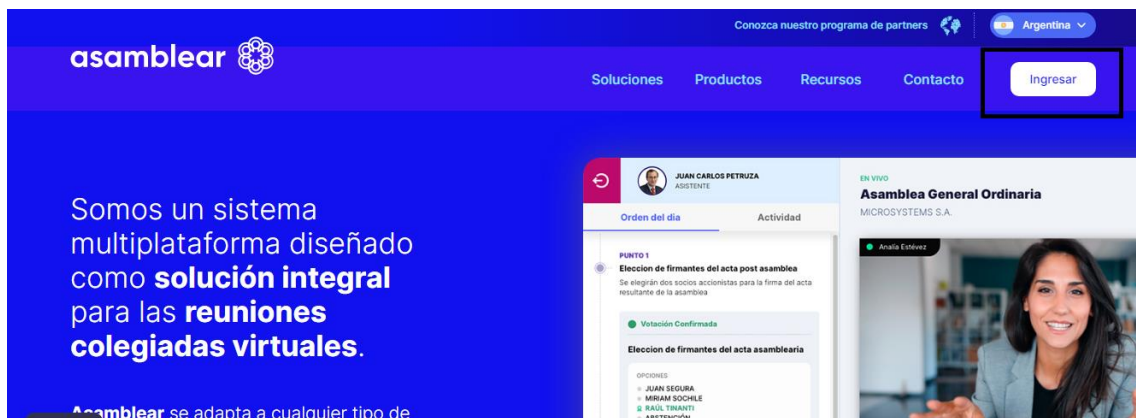 Conozca nuestro programa de partners
Argentina
asamblear
Soluciones Productos Recursos Contacto Ingresar
Somos un sistema
multiplataforma diseñado
como solución integral
para las reuniones
colegiadas virtuales.
Asamblear se adapta a cualquier tipo de
JUAN CARLOS PETRUZA
ASISTENTE
Orden del día Actividad
PUNTO 1
Eleccion de firmantes del acta post asamblea
Se elegirán dos socios accionistas para la firma del acta
resultante de la asamblea
Votación Confirmada
Eleccion de firmantes del acta asamblearia
OPCIONES
JUAN SEGURA
MIRIAM SOCHILE
RAÚL TINANTI
ABSTENCIÓN
EN VIVO
Asamblea General Ordinaria
MICROSYSTEMS S.A.
Analía Estévez